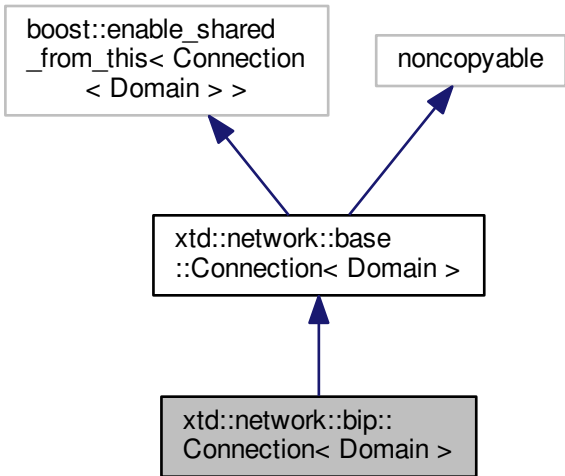 boost::enable_shared
_from_this< Connection
< Domain > >
noncopyable
xtd::network::base
::Connection< Domain >
xtd::network::bip::
Connection< Domain >